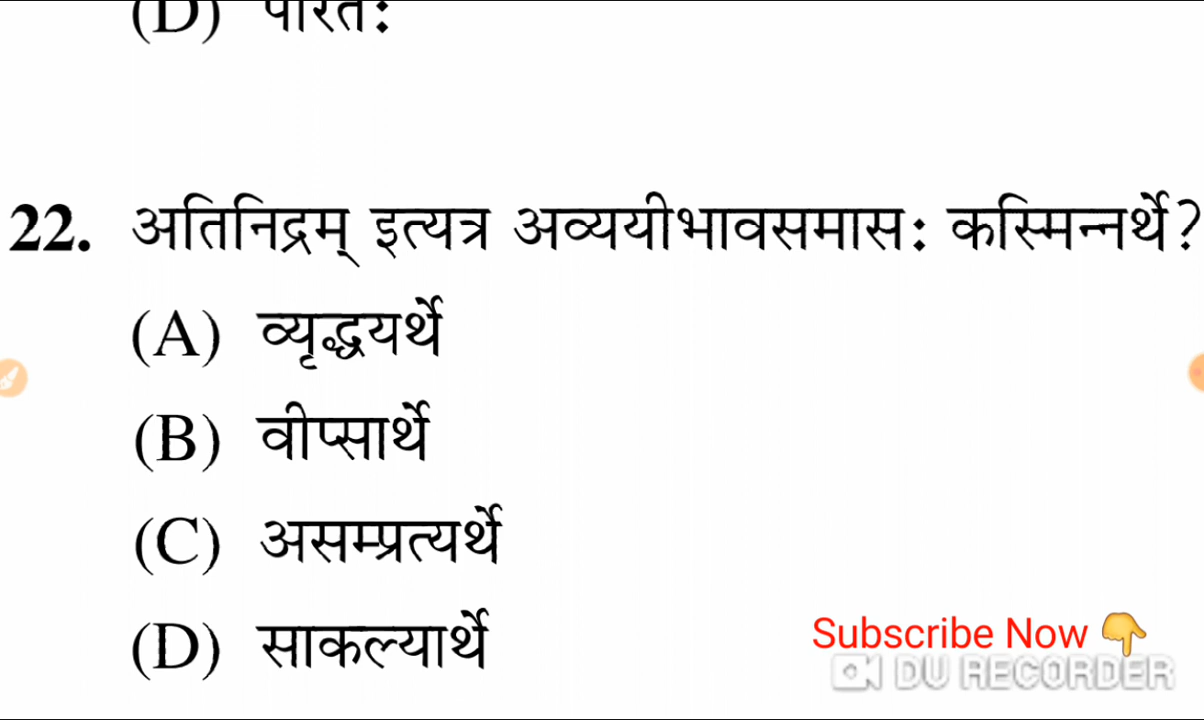 (D) परितः
22. अतिनिद्रम् इत्यत्र अव्ययीभावसमासः कस्मिन्नर्थे?
(A) व्यृद्धयर्थे
(B) वीप्सार्थे
(C) असम्प्रत्यर्थे
(D) साकल्यार्थे
Subscribe Now 👇
DU RECORDER